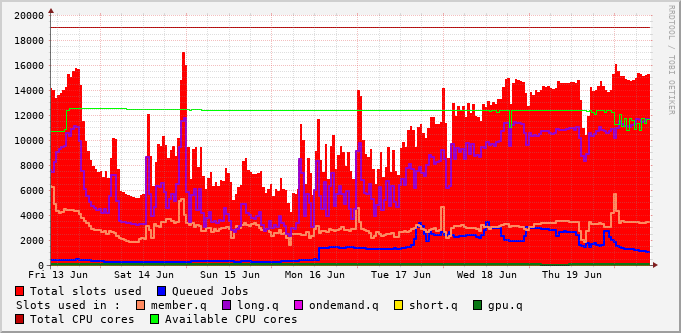 20000
18000
16000
14000
12000
10000
8000
6000
4000
2000
0
Fri 13 Jun Sat 14 Jun Sun 15 Jun Mon 16 Jun Tue 17 Jun Wed 18 Jun Thu 19 Jun
Total slots used Queued Jobs
Slots used in : member.q long.q ondemand.q short.q gpu.q
Total CPU cores Available CPU cores
RRDTOOL / TOBI OETIKER